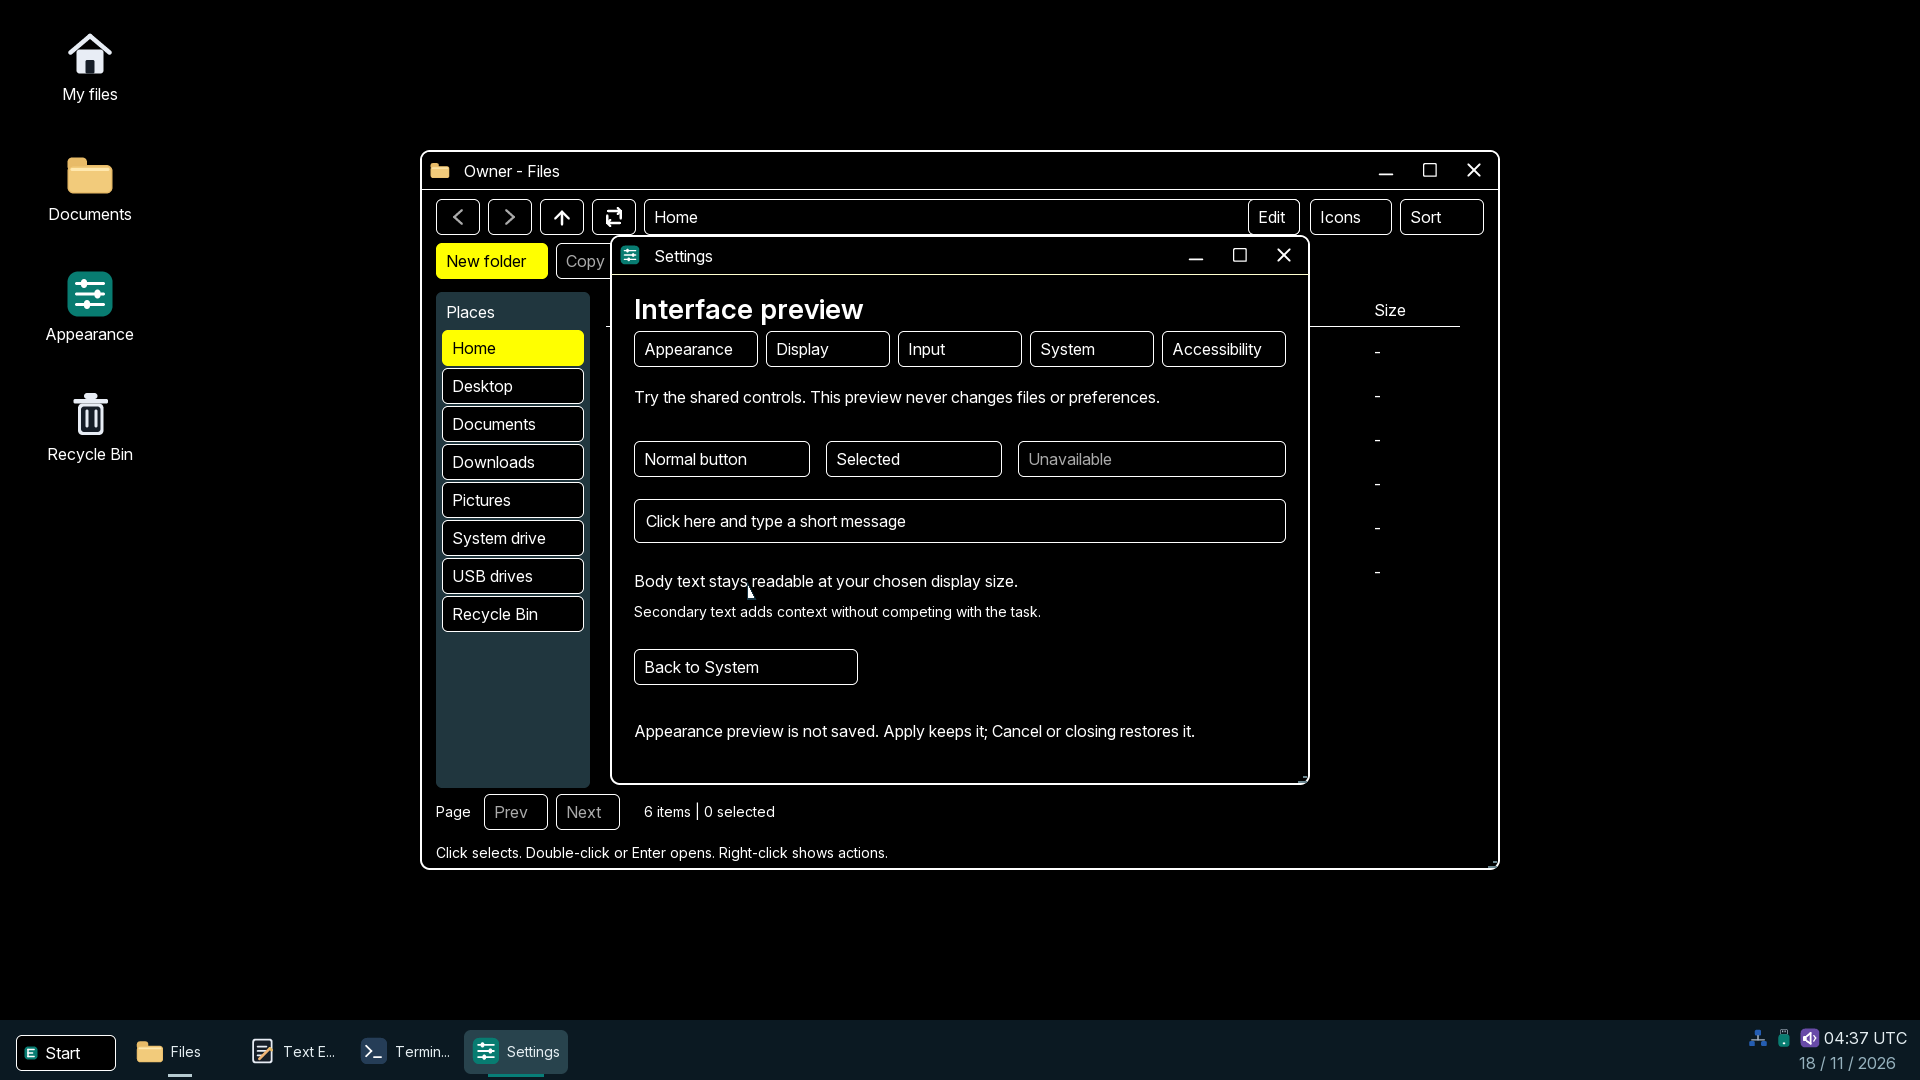 My files
Documents
Appearance
Recycle Bin
Owner - Files
Home
Edit
Icons
Sort
New folder
Copy
Places
Home
Desktop
Documents
Downloads
Pictures
System drive
USB drives
Recycle Bin
Size
-
-
-
-
-
-
Settings
Interface preview
Appearance
Display
Input
System
Accessibility
Try the shared controls. This preview never changes files or preferences.
Normal button
Selected
Unavailable
Click here and type a short message
Body text stays readable at your chosen display size.
Secondary text adds context without competing with the task.
Back to System
Appearance preview is not saved. Apply keeps it; Cancel or closing restores it.
Page
Prev
Next
6 items | 0 selected
Click selects. Double-click or Enter opens. Right-click shows actions.
E Start
Files
Text E...
Termin...
Settings
04:37 UTC
18 / 11 / 2026